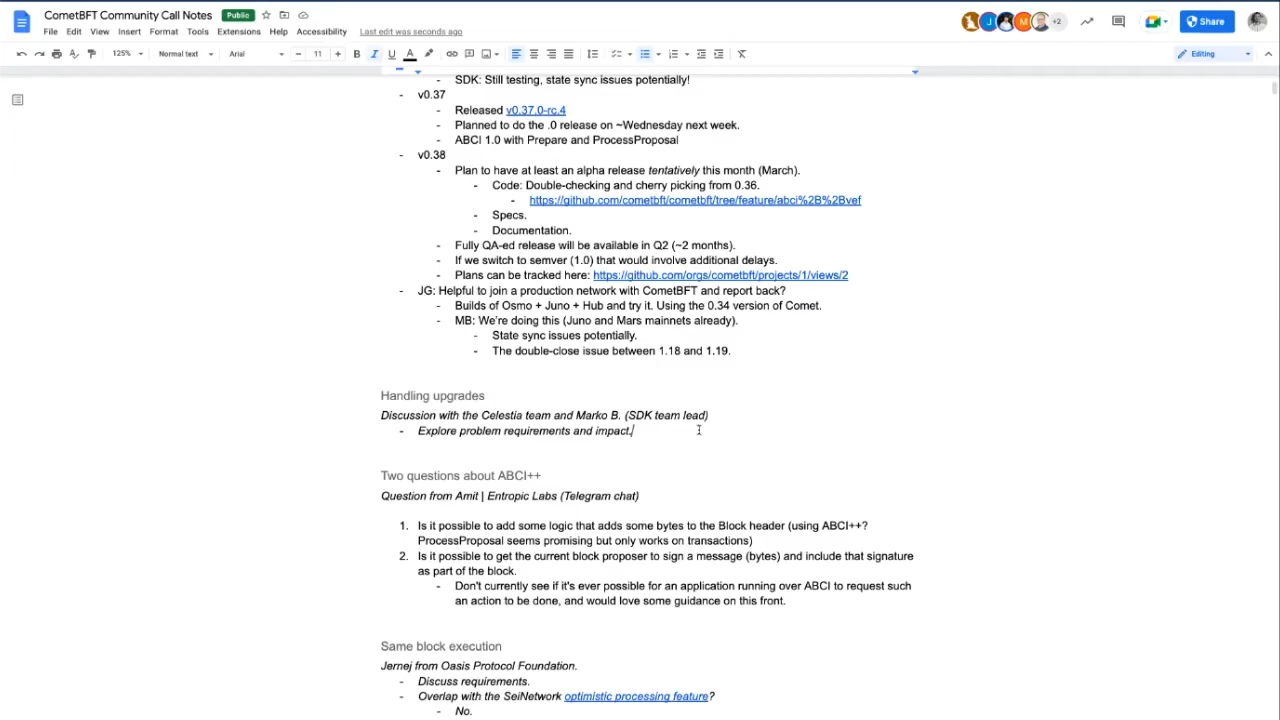 CometBFT Community Call Notes Public
File Edit View Insert Format Tools Extensions Help Accessibility Last edit was seconds ago
J M +2 Share
125% Normal text Arial 11 B I U A Editing
- SDK: Still testing, state sync issues potentially!
- v0.37
- Released v0.37.0-rc.4
- Planned to do the .0 release on ~Wednesday next week.
- ABCI 1.0 with Prepare and ProcessProposal
- v0.38
- Plan to have at least an alpha release tentatively this month (March).
- Code: Double-checking and cherry picking from 0.36.
- https://github.com/cometbft/cometbft/tree/feature/abci%2B%2Bvef
- Specs.
- Documentation.
- Fully QA-ed release will be available in Q2 (~2 months).
- If we switch to semver (1.0) that would involve additional delays.
- Plans can be tracked here: https://github.com/orgs/cometbft/projects/1/views/2
- JG: Helpful to join a production network with CometBFT and report back?
- Builds of Osmo + Juno + Hub and try it. Using the 0.34 version of Comet.
- MB: We're doing this (Juno and Mars mainnets already).
- State sync issues potentially.
- The double-close issue between 1.18 and 1.19.
Handling upgrades
Discussion with the Celestia team and Marko B. (SDK team lead)
- Explore problem requirements and impact.
Two questions about ABCI++
Question from Amit | Entropic Labs (Telegram chat)
1. Is it possible to add some logic that adds some bytes to the Block header (using ABCI++?
ProcessProposal seems promising but only works on transactions)
2. Is it possible to get the current block proposer to sign a message (bytes) and include that signature
as part of the block.
- Don't currently see if it's ever possible for an application running over ABCI to request such
an action to be done, and would love some guidance on this front.
Same block execution
Jernej from Oasis Protocol Foundation.
- Discuss requirements.
- Overlap with the SeiNetwork optimistic processing feature?
- No.